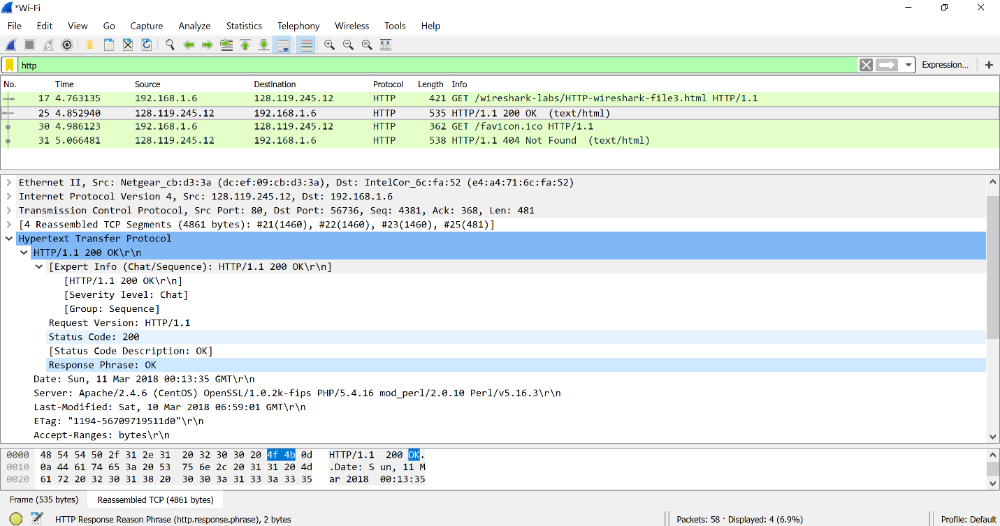 *Wi-Fi
File Edit View Go Capture Analyze Statistics Telephony Wireless Tools Help
http Expression... +
No. Time Source Destination Protocol Length Info
17 4.763135 192.168.1.6 128.119.245.12 HTTP 421 GET /wireshark-labs/HTTP-wireshark-file3.html HTTP/1.1
25 4.852940 128.119.245.12 192.168.1.6 HTTP 535 HTTP/1.1 200 OK (text/html)
30 4.986123 192.168.1.6 128.119.245.12 HTTP 362 GET /favicon.ico HTTP/1.1
31 5.066481 128.119.245.12 192.168.1.6 HTTP 538 HTTP/1.1 404 Not Found (text/html)
Ethernet II, Src: Netgear_cb:d3:3a (dc:ef:09:cb:d3:3a), Dst: IntelCor_6c:fa:52 (e4:a4:71:6c:fa:52)
Internet Protocol Version 4, Src: 128.119.245.12, Dst: 192.168.1.6
Transmission Control Protocol, Src Port: 80, Dst Port: 56736, Seq: 4381, Ack: 368, Len: 481
[4 Reassembled TCP Segments (4861 bytes): #21(1460), #22(1460), #23(1460), #25(481)]
Hypertext Transfer Protocol
HTTP/1.1 200 OK\r\n
[Expert Info (Chat/Sequence): HTTP/1.1 200 OK\r\n]
[HTTP/1.1 200 OK\r\n]
[Severity level: Chat]
[Group: Sequence]
Request Version: HTTP/1.1
Status Code: 200
[Status Code Description: OK]
Response Phrase: OK
Date: Sun, 11 Mar 2018 00:13:35 GMT\r\n
Server: Apache/2.4.6 (CentOS) OpenSSL/1.0.2k-fips PHP/5.4.16 mod_perl/2.0.10 Perl/v5.16.3\r\n
Last-Modified: Sat, 10 Mar 2018 06:59:01 GMT\r\n
ETag: "1194-56709719511d0"\r\n
Accept-Ranges: bytes\r\n
0000 48 54 54 50 2f 31 2e 31 20 32 30 30 20 4f 4b 0d HTTP/1.1 200 OK.
0010 0a 44 61 74 65 3a 20 53 75 6e 2c 20 31 31 20 4d .Date: S un, 11 M
0020 61 72 20 32 30 31 38 20 30 30 3a 31 33 3a 33 35 ar 2018 00:13:35
Frame (535 bytes) Reassembled TCP (4861 bytes)
HTTP Response Reason Phrase (http.response.phrase), 2 bytes Packets: 58 · Displayed: 4 (6.9%) Profile: Default